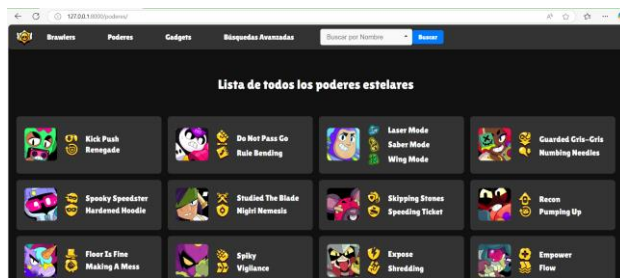 127.0.0.1:8000/poderes/
Brawlers Poderes Gadgets Búsquedas Avanzadas Buscar por Nombre Buscar
Lista de todos los poderes estelares
Kick Push
Renegade
Do Not Pass Go
Rule Bending
Laser Mode
Saber Mode
Wing Mode
Guarded Gris-Gris
Numbing Needles
Spooky Speedster
Hardened Hoodie
Studied The Blade
Nigiri Nemesis
Skipping Stones
Speeding Ticket
Recon
Pumping Up
Floor Is Fine
Making A Mess
Spiky
Vigilance
Expose
Shredding
Empower
Flow